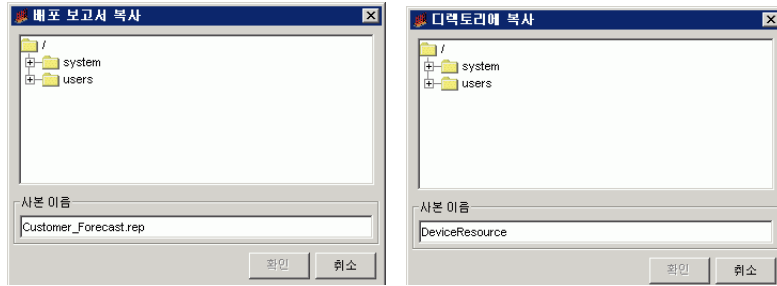 배포 보고서 복사
/
system
users
사본 이름
Customer_Forecast.rep
확인
취소
디렉토리에 복사
/
system
users
사본 이름
DeviceResource
확인
취소